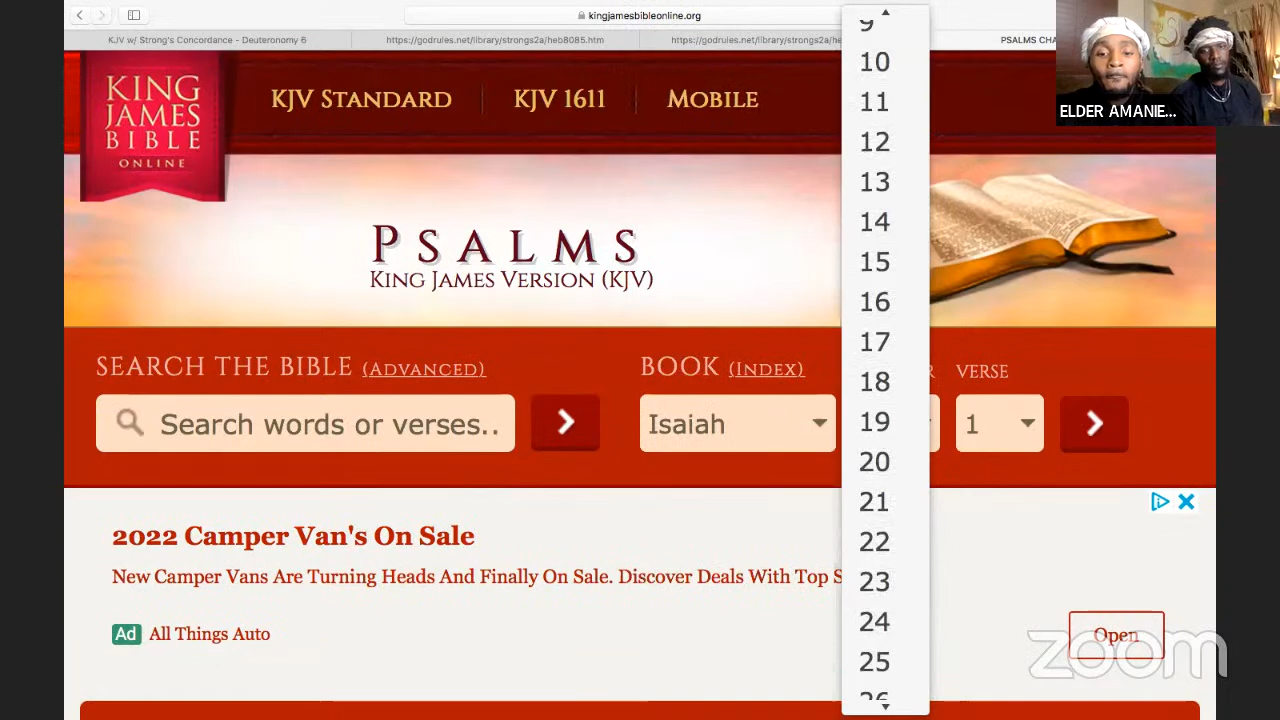 kingjamesbibleonline.org
KJV w/ Strong's Concordance - Deuteronomy 6
https://godrules.net/library/strongs2a/heb8085.htm
https://godrules.net/library/strongs2a/he
PSALMS CHA
ELDER AMANIE...
KING
JAMES
BIBLE
ONLINE
KJV STANDARD
KJV 1611
MOBILE
PSALMS
KING JAMES VERSION (KJV)
SEARCH THE BIBLE (ADVANCED)
BOOK (INDEX)
R
VERSE
Search words or verses..
Isaiah
1
9
10
11
12
13
14
15
16
17
18
19
20
21
22
23
24
25
26
2022 Camper Van's On Sale
New Camper Vans Are Turning Heads And Finally On Sale. Discover Deals With Top S
Ad All Things Auto
Open
zoom